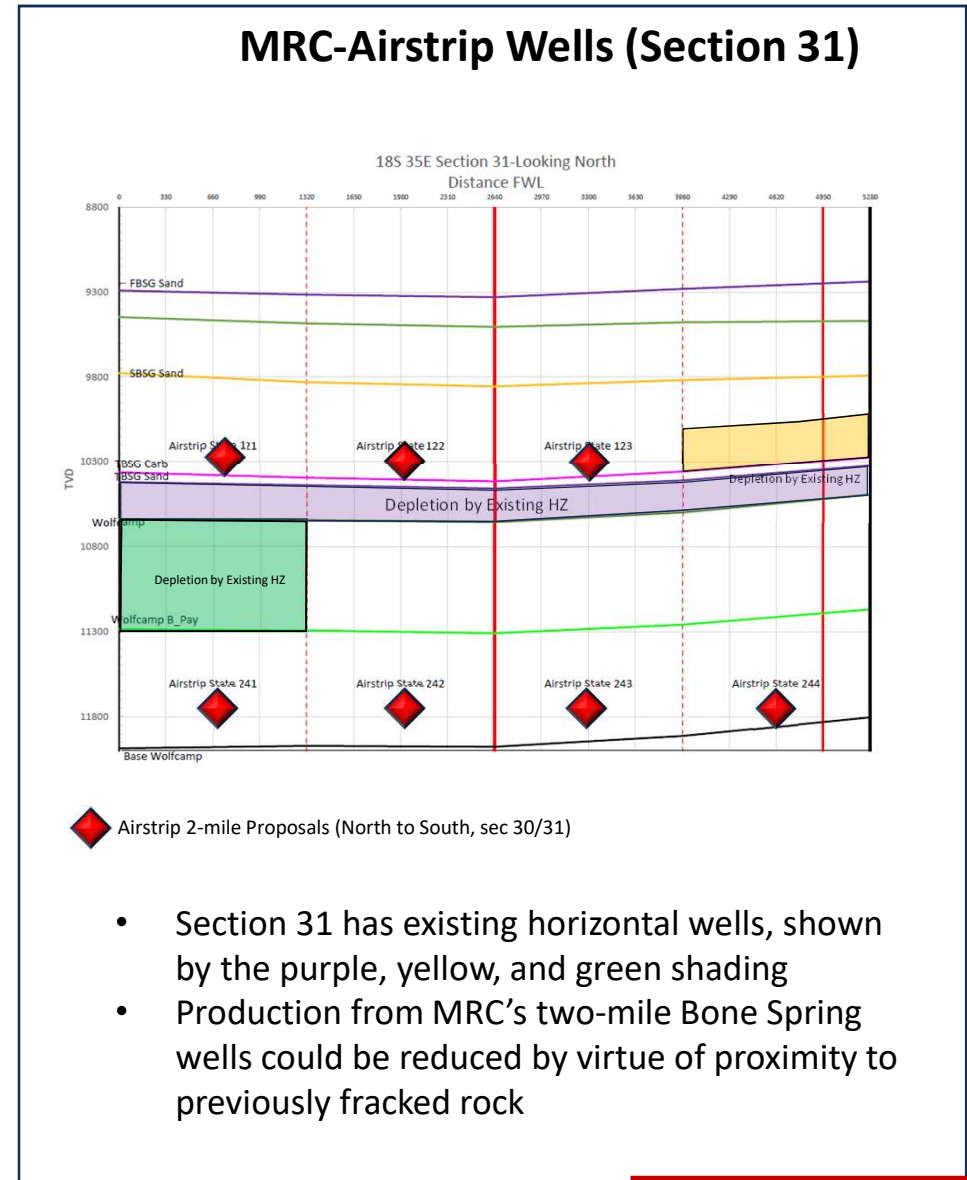 MRC-Airstrip Wells (Section 31)
18S 35E Section 31-Looking North
Distance FWL
0 330 660 990 1320 1650 1900 2310 2640 2970 3300 3630 3960 4290 4620 4950 5280
8800
FBSG Sand
9300
SBSG Sand
9800
Airstrip State 121 Airstrip State 122 Airstrip State 123
10300
TBSG Carb
TBSG Sand
Depletion by Existing HZ
TVD
Depletion by Existing HZ
Wolfcamp
10800
Depletion by Existing HZ
Wolfcamp B_Pay
11300
Airstrip State 241 Airstrip State 242 Airstrip State 243 Airstrip State 244
11800
Base Wolfcamp
Airstrip 2-mile Proposals (North to South, sec 30/31)
• Section 31 has existing horizontal wells, shown
by the purple, yellow, and green shading
• Production from MRC’s two-mile Bone Spring
wells could be reduced by virtue of proximity to
previously fracked rock